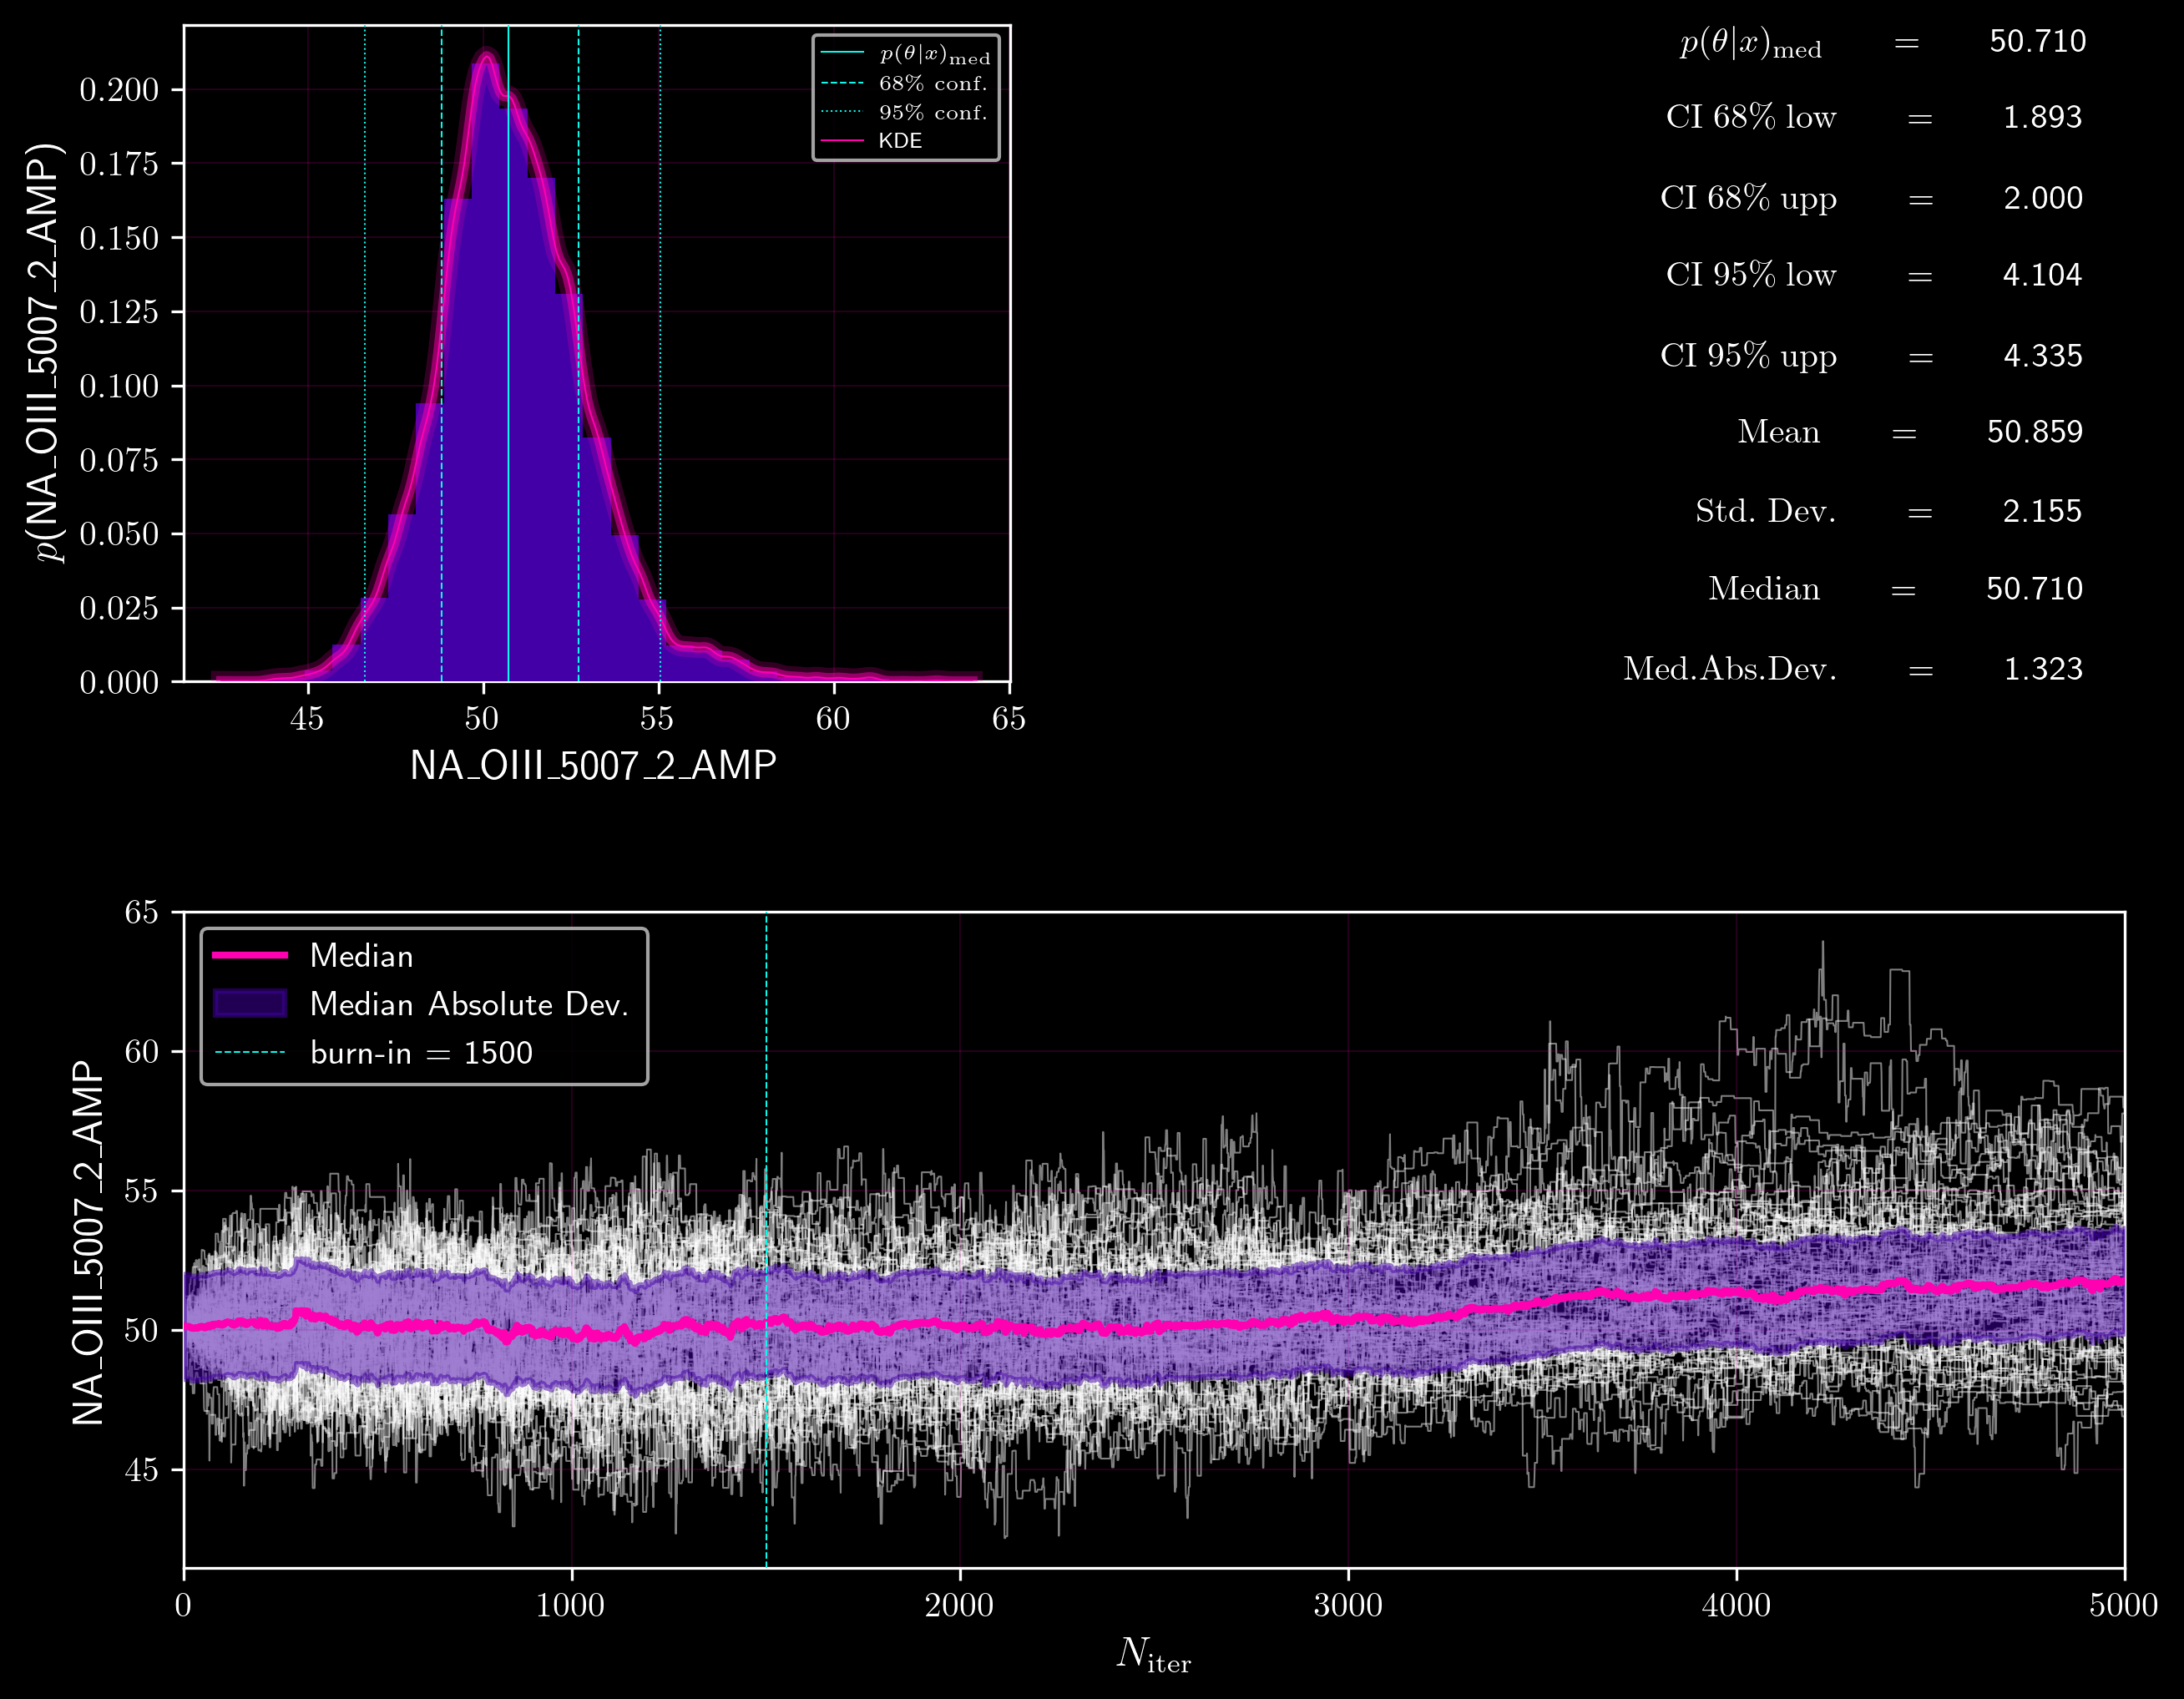 p(θ|x)med
68% conf.
95% conf.
KDE
0.200
0.175
0.150
0.125
0.100
0.075
0.050
0.025
0.000
p(NA_OIII_5007_2_AMP)
45 50 55 60 65
NA_OIII_5007_2_AMP
p(θ|x)med = 50.710
CI 68% low = 1.893
CI 68% upp = 2.000
CI 95% low = 4.104
CI 95% upp = 4.335
Mean = 50.859
Std. Dev. = 2.155
Median = 50.710
Med.Abs.Dev. = 1.323
Median
Median Absolute Dev.
burn-in = 1500
65
60
55
50
45
NA_OIII_5007_2_AMP
0 1000 2000 3000 4000 5000
Niter